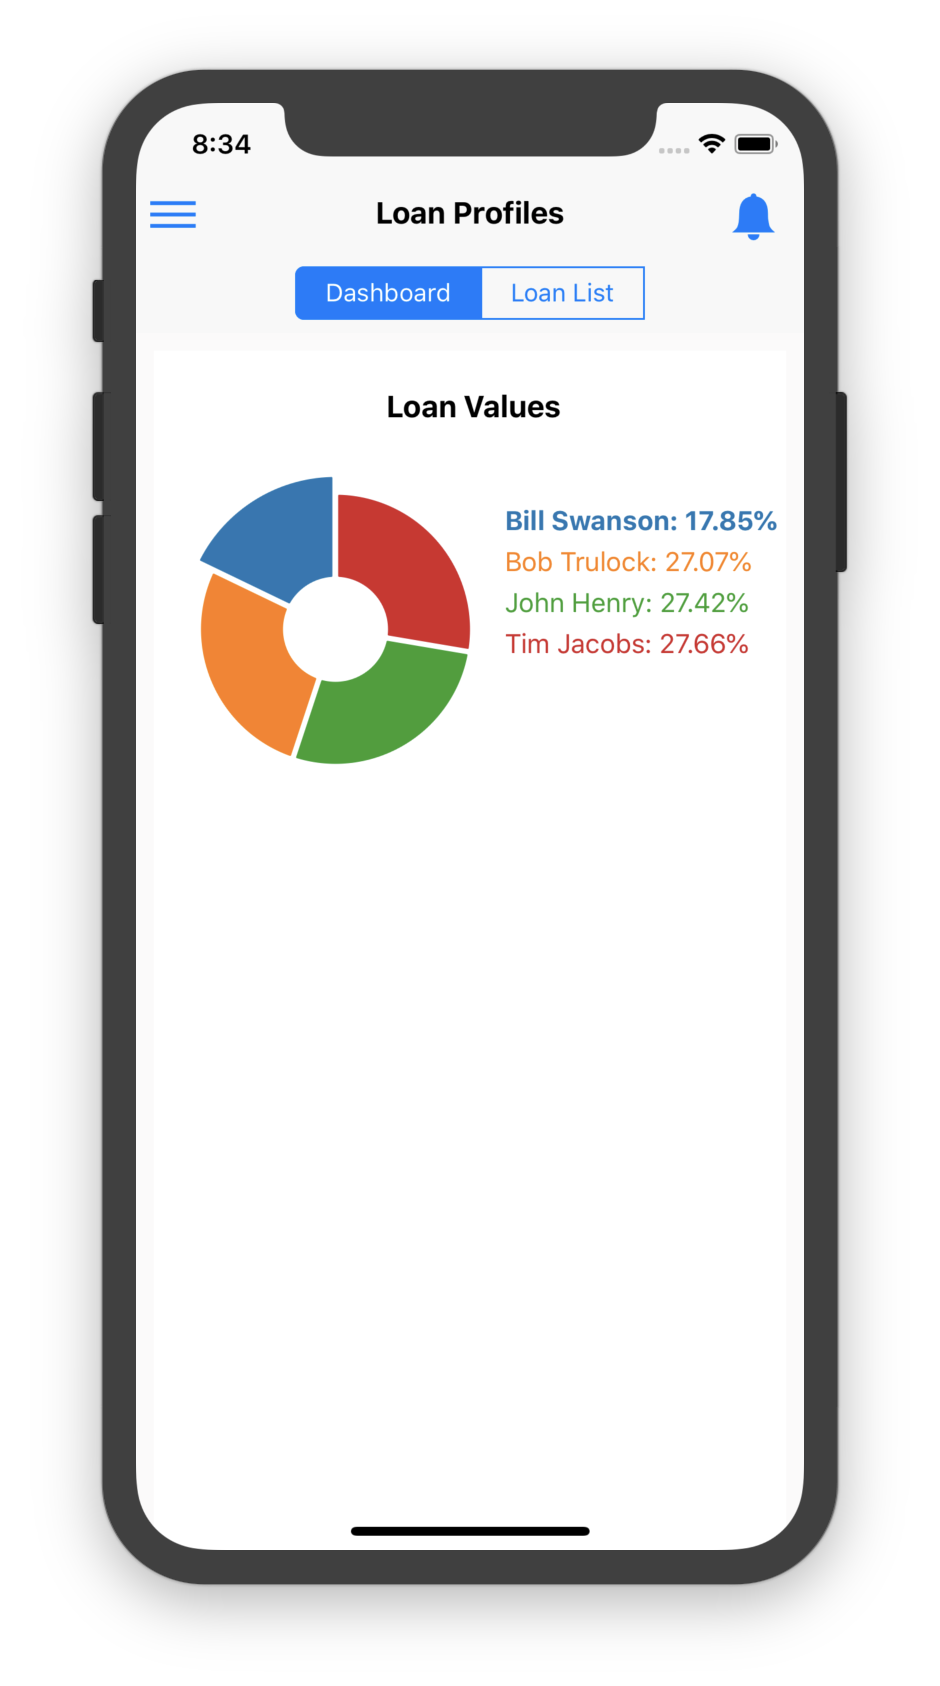 8:34
Loan Profiles
Dashboard Loan List
Loan Values
Bill Swanson: 17.85%
Bob Trulock: 27.07%
John Henry: 27.42%
Tim Jacobs: 27.66%